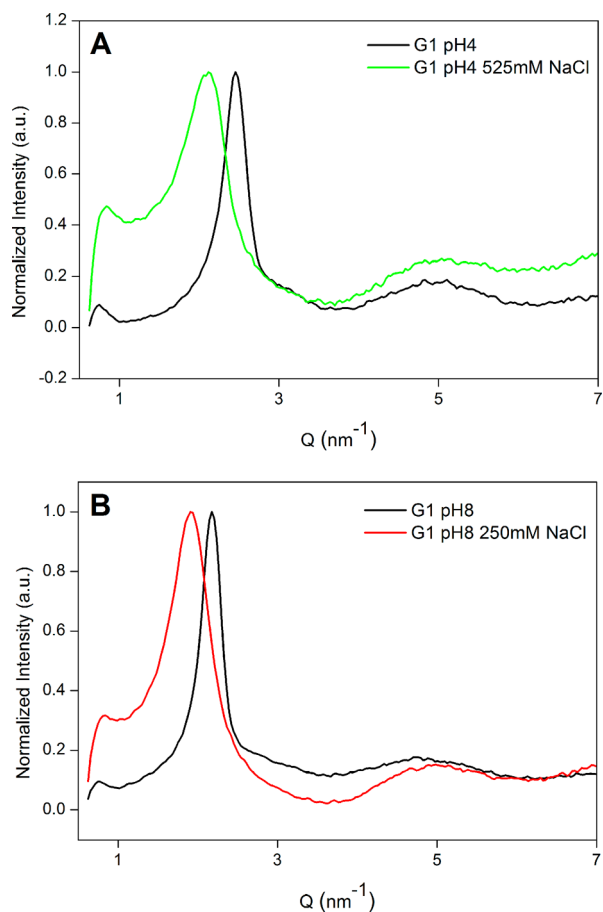 A
G1 pH4
G1 pH4 525mM NaCl
Normalized Intensity (a.u.)
1.2
1.0
0.8
0.6
0.4
0.2
0.0
-0.2
1 3 5 7
Q (nm⁻¹)
B
G1 pH8
G1 pH8 250mM NaCl
Normalized Intensity (a.u.)
1.0
0.8
0.6
0.4
0.2
0.0
1 3 5 7
Q (nm⁻¹)